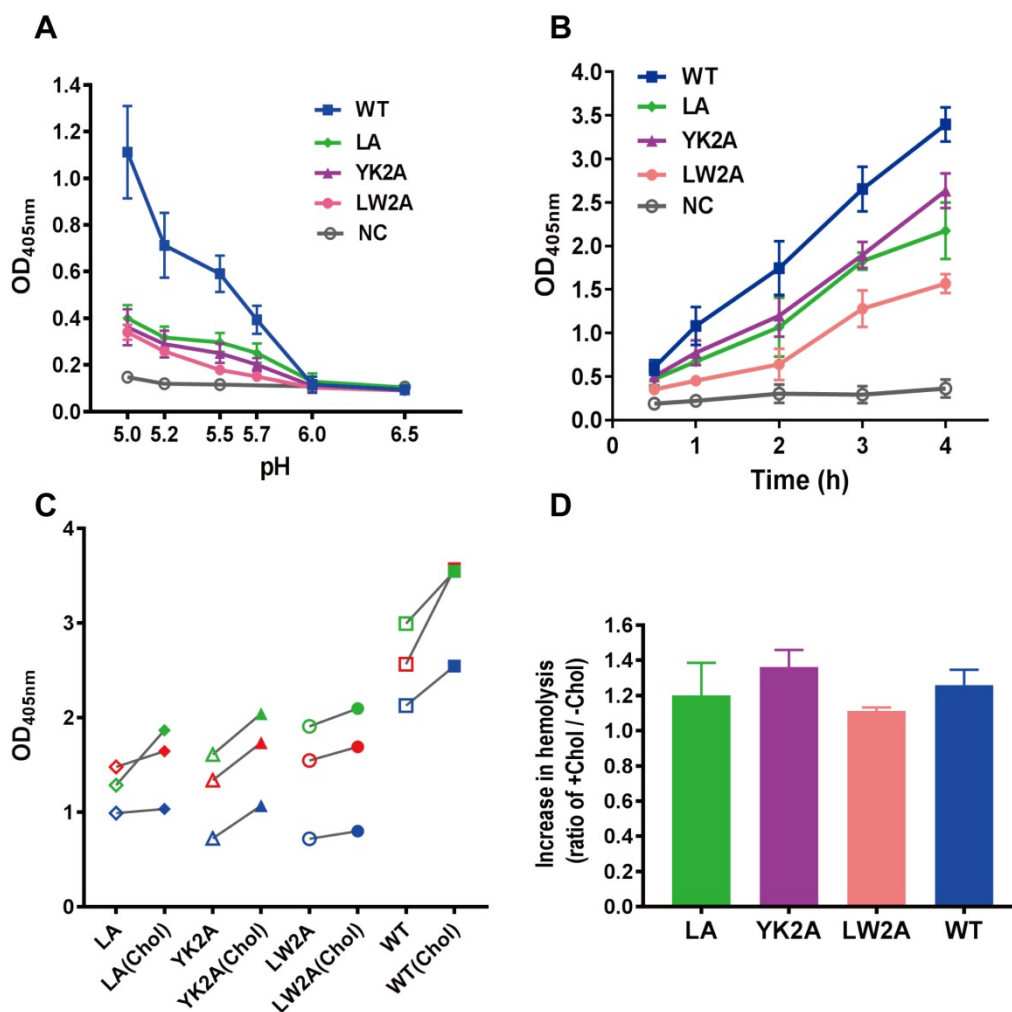 A
1.4
1.2
1.0
0.8
0.6
0.4
0.2
0.0
OD405nm
5.0 5.2 5.5 5.7 6.0 6.5
pH
WT
LA
YK2A
LW2A
NC
B
4.0
3.5
3.0
2.5
2.0
1.5
1.0
0.5
0.0
OD405nm
0 1 2 3 4
Time (h)
WT
LA
YK2A
LW2A
NC
C
4
3
2
1
0
OD405nm
LA
LA(Chol)
YK2A
YK2A(Chol)
LW2A
LW2A(Chol)
WT
WT(Chol)
D
1.6
1.4
1.2
1.0
0.8
0.6
0.4
0.2
0.0
Increase in hemolysis
(ratio of +Chol / -Chol)
LA YK2A LW2A WT